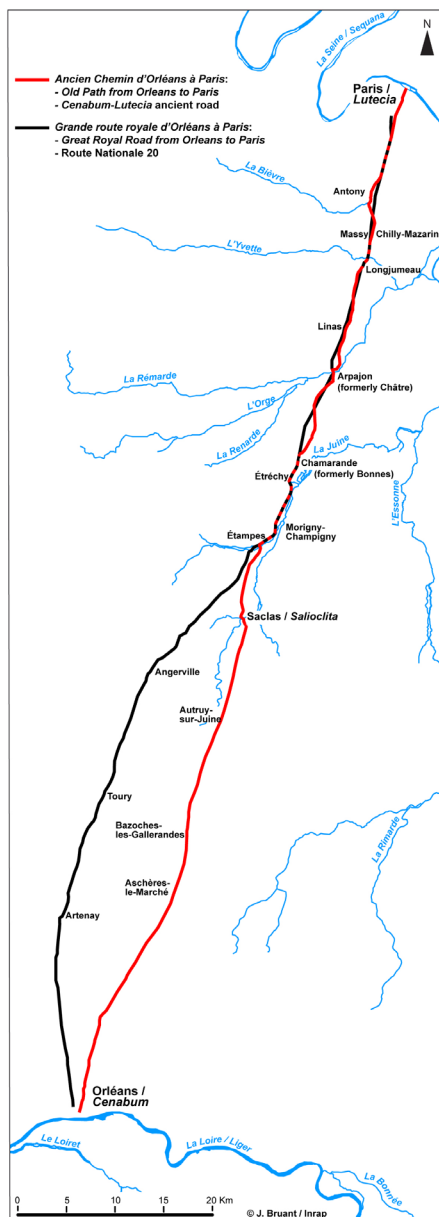 La Seine / Sequana
N
Ancien Chemin d'Orléans à Paris:
- Old Path from Orleans to Paris
- Cenabum-Lutecia ancient road
Grande route royale d'Orléans à Paris:
- Great Royal Road from Orleans to Paris
- Route Nationale 20
Paris /
Lutecia
La Bièvre
Antony
Massy
Chilly-Mazarin
L'Yvette
Longjumeau
Linas
La Rémarde
Arpajon
(formerly Châtre)
L'Orge
La Renarde
La Juine
Chamarande
(formerly Bonnes)
Étréchy
L'Essonne
Morigny-
Champigny
Étampes
Saclas / Salioclita
Angerville
Autruy-
sur-Juine
Toury
Bazoches-
les-Gallerandes
La Rimarde
Aschères-
le-Marché
Artenay
Orléans /
Cenabum
Le Loiret
La Loire / Liger
La Bonnée
0 5 10 20 Km
© J. Bruant / Inrap